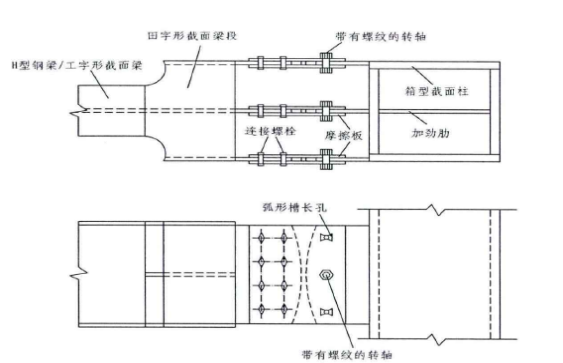 田字形截面梁段
带有螺纹的转轴
H型钢梁/工字形截面梁
箱型截面柱
连接螺栓
摩擦板
加劲肋
弧形槽长孔
带有螺纹的转轴